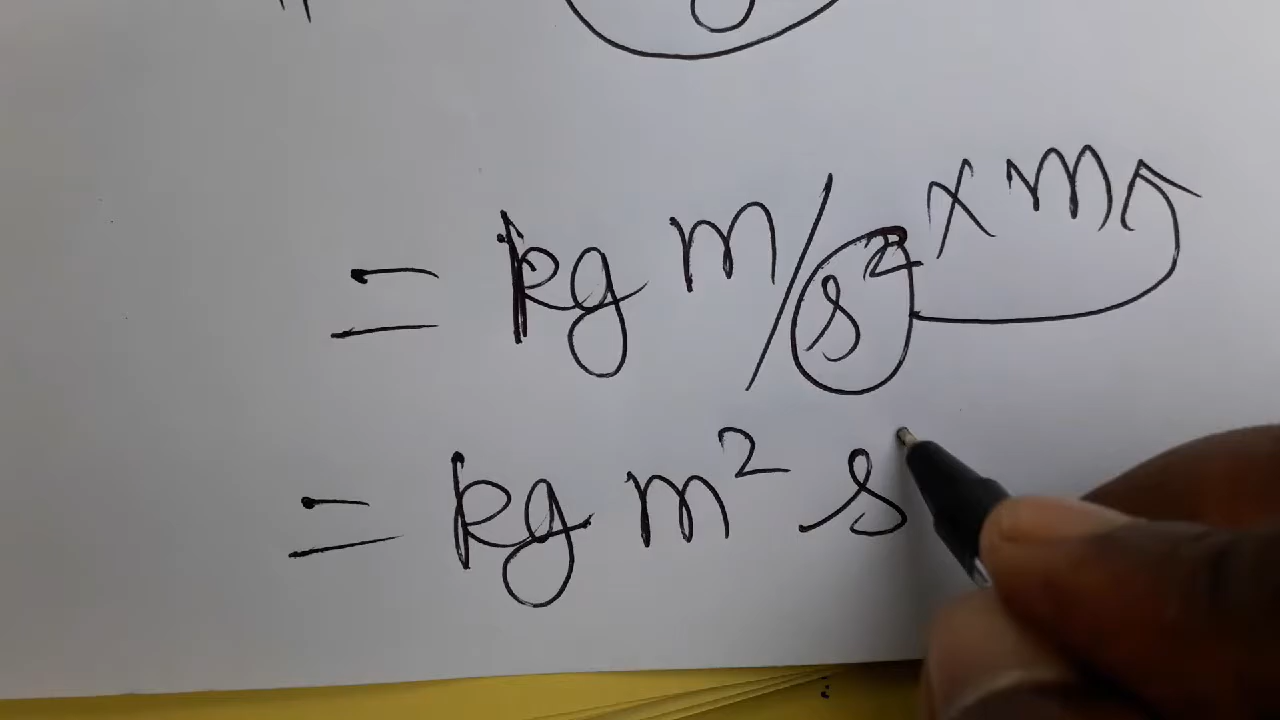 = kg m/s² × m
= kg m² s